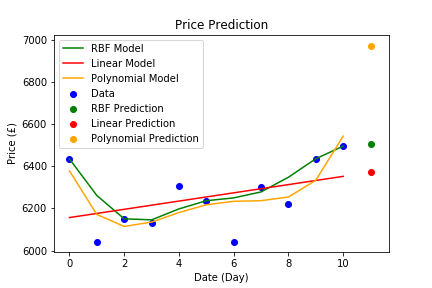 Price Prediction
7000
6800
6600
6400
6200
6000
Price (£)
RBF Model
Linear Model
Polynomial Model
Data
RBF Prediction
Linear Prediction
Polynomial Prediction
0 2 4 6 8 10
Date (Day)